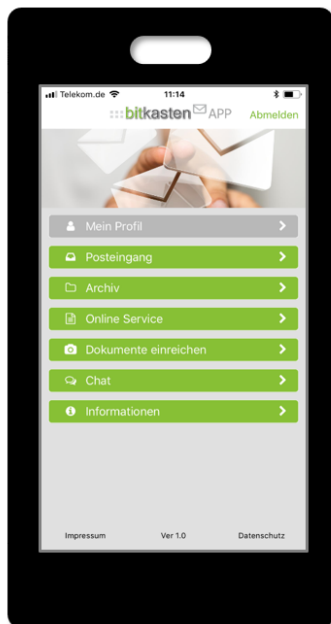 Telekom.de 11:14
bitkasten APP Abmelden
Mein Profil
Posteingang
Archiv
Online Service
Dokumente einreichen
Chat
Informationen
Impressum Ver 1.0 Datenschutz